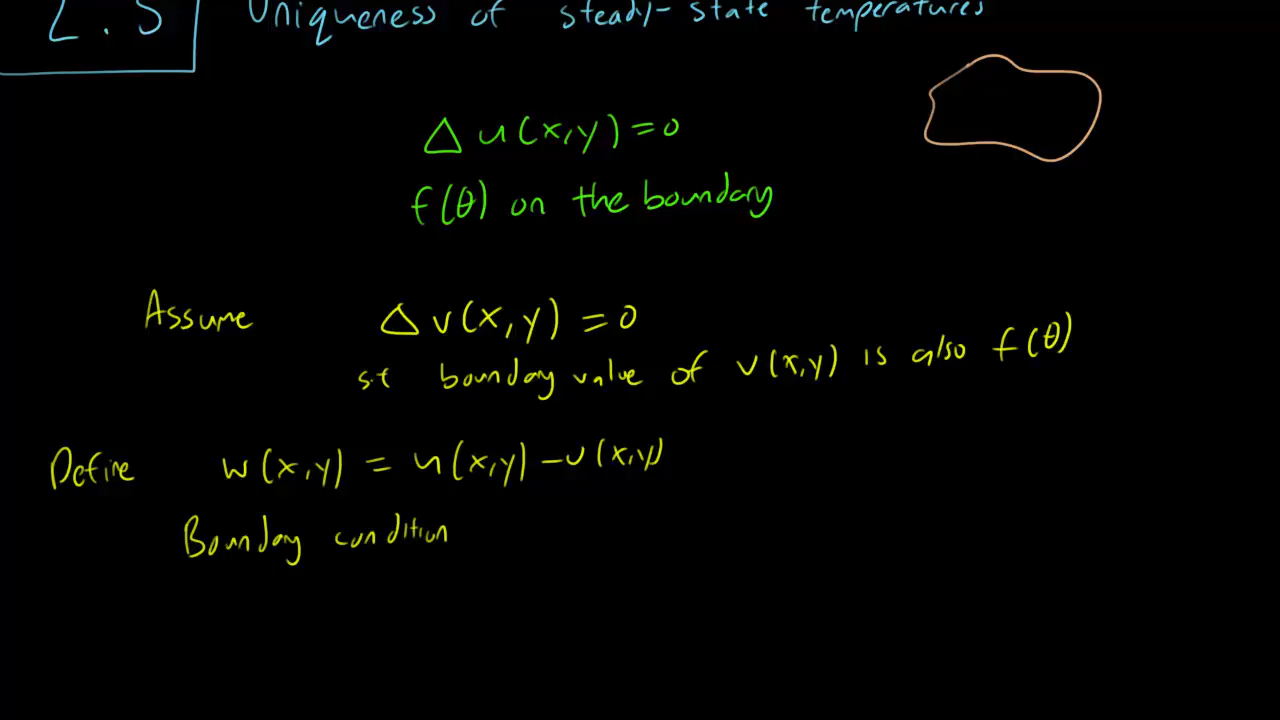 2.5 Uniqueness of steady-state temperatures
Δu(x,y)=0
f(θ) on the boundary
Assume Δv(x,y)=0
s.t boundary value of v(x,y) is also f(θ)
Define w(x,y) = u(x,y) - v(x,y)
Boundary condition